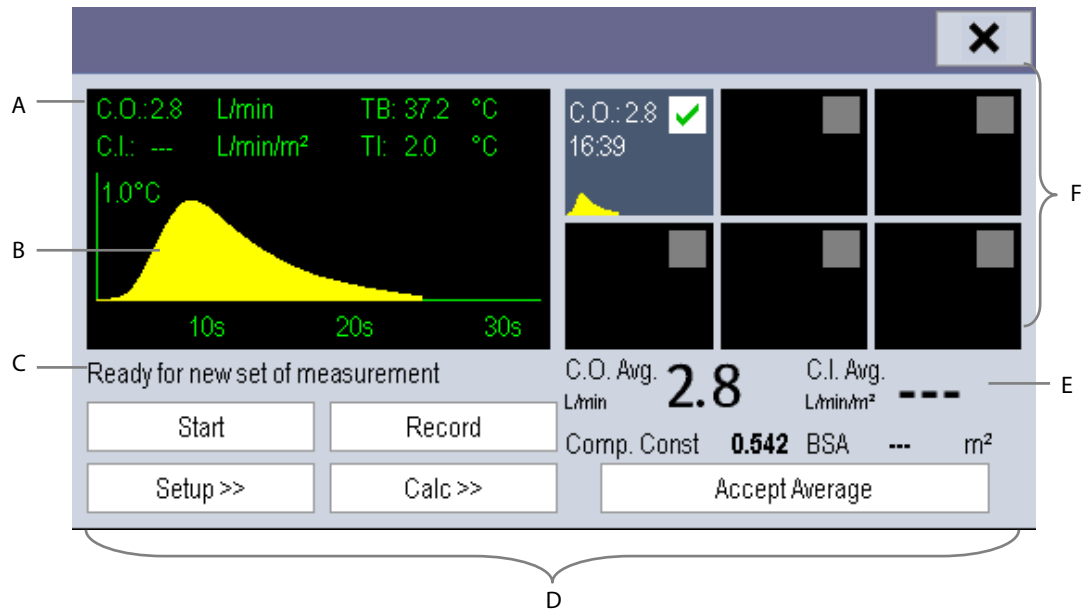 A
C.O.:2.8 L/min TB: 37.2 °C
C.I.: --- L/min/m² TI: 2.0 °C
1.0°C
B
10s 20s 30s
C.O.: 2.8
16:39
F
C
Ready for new set of measurement
Start Record
Setup >> Calc >>
C.O. Avg. 2.8 C.I. Avg. ---
L/min L/min/m²
E
Comp. Const 0.542 BSA --- m²
Accept Average
D